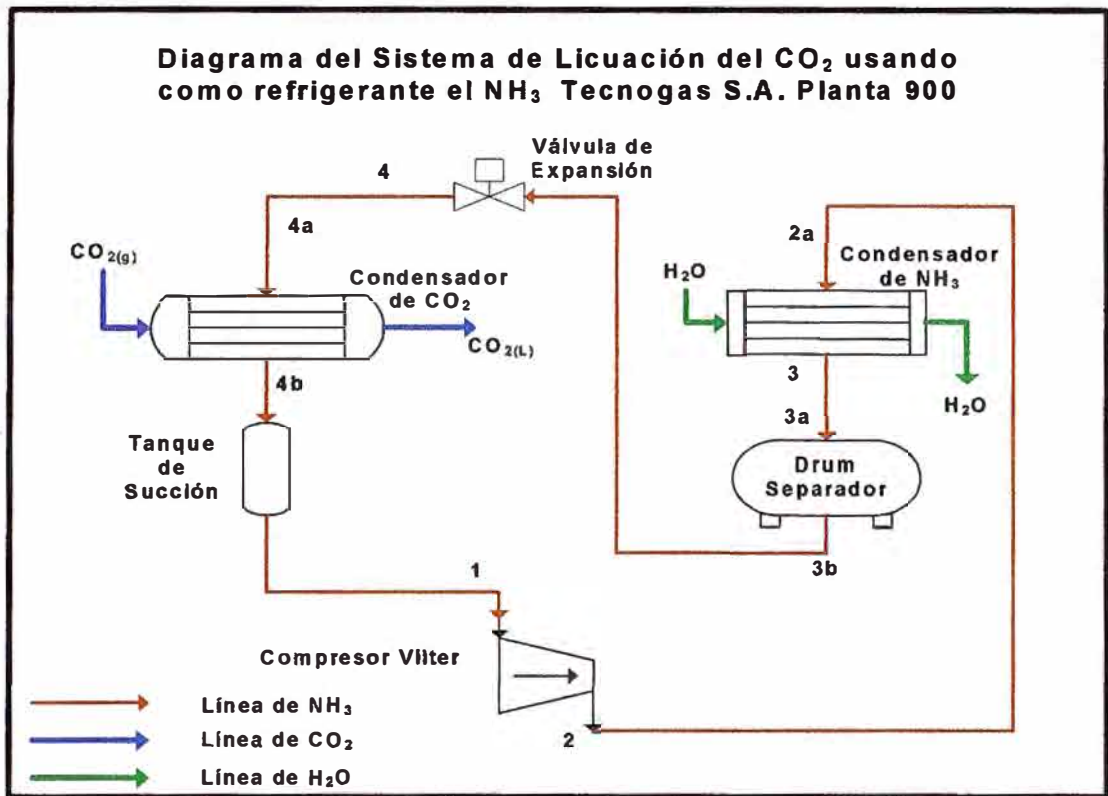 Diagrama del Sistema de Licuación del CO₂ usando
como refrigerante el NH₃ Tecnogas S.A. Planta 900
Válvula de
Expansión
4
4a
2a
CO₂(g)
Condensador
de CO₂
CO₂(L)
H₂O
Condensador
de NH₃
H₂O
4b
3
3a
Tanque
de
Succión
Drum
Separador
3b
1
Compresor Vilter
2
Línea de NH₃
Línea de CO₂
Línea de H₂O